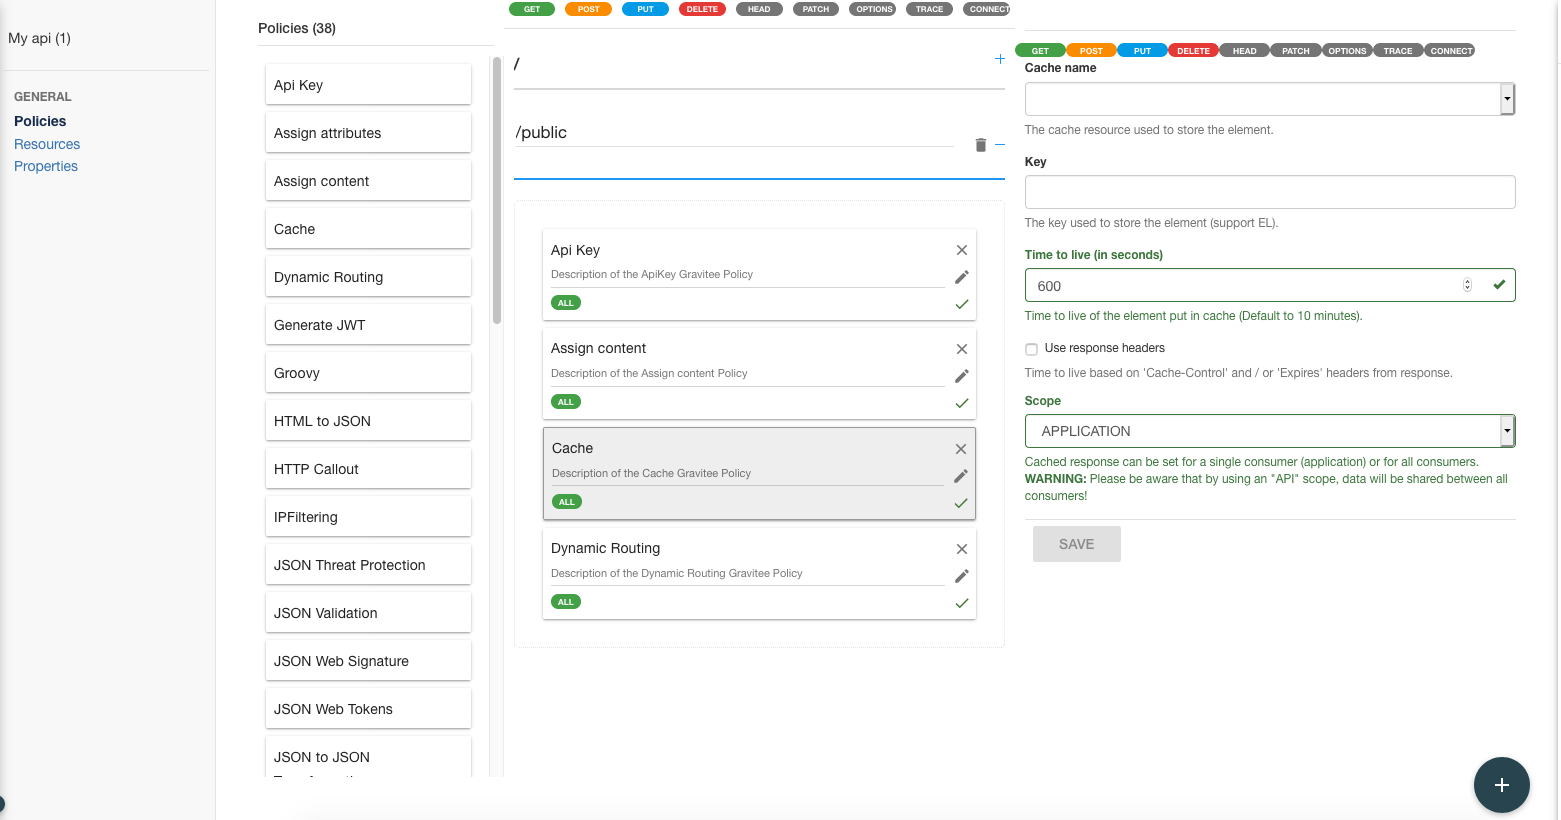 My api (1)
GENERAL
Policies
Resources
Properties
Policies (38)
Api Key
Assign attributes
Assign content
Cache
Dynamic Routing
Generate JWT
Groovy
HTML to JSON
HTTP Callout
IPFiltering
JSON Threat Protection
JSON Validation
JSON Web Signature
JSON Web Tokens
JSON to JSON
GET POST PUT DELETE HEAD PATCH OPTIONS TRACE CONNECT
/
/public
Api Key
Description of the ApiKey Gravitee Policy
ALL
Assign content
Description of the Assign content Policy
ALL
Cache
Description of the Cache Gravitee Policy
ALL
Dynamic Routing
Description of the Dynamic Routing Gravitee Policy
ALL
GET POST PUT DELETE HEAD PATCH OPTIONS TRACE CONNECT
Cache name
The cache resource used to store the element.
Key
The key used to store the element (support EL).
Time to live (in seconds)
600
Time to live of the element put in cache (Default to 10 minutes).
Use response headers
Time to live based on 'Cache-Control' and / or 'Expires' headers from response.
Scope
APPLICATION
Cached response can be set for a single consumer (application) or for all consumers.
WARNING: Please be aware that by using an "API" scope, data will be shared between all
consumers!
SAVE